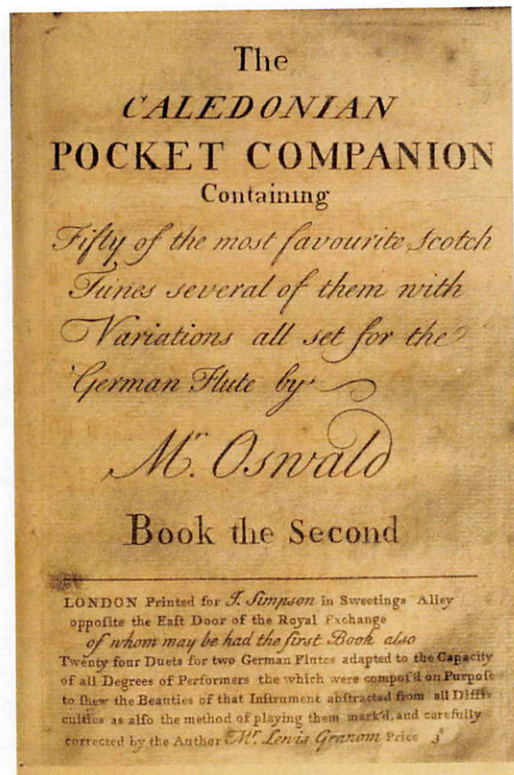 The
CALEDONIAN
POCKET COMPANION
Containing
Fifty of the most favourite Scotch
Tunes several of them with
Variations all set for the
German Flute by
Mr. Oswald
Book the Second
LONDON Printed for J. Simpson in Sweetings Alley
oppoſite the Eaſt Door of the Royal Exchange
of whom may be had the first Book also
Twenty four Duets for two German Flutes adapted to the Capacity
of all Degrees of Performers the which were compos'd on Purpoſe
to ſhew the Beauties of that Inſtrument abſtracted from all Diffi-
culties as alſo the method of playing them mark'd, and carefully
corrected by the Author Mr. Lewis Granom Price 3s